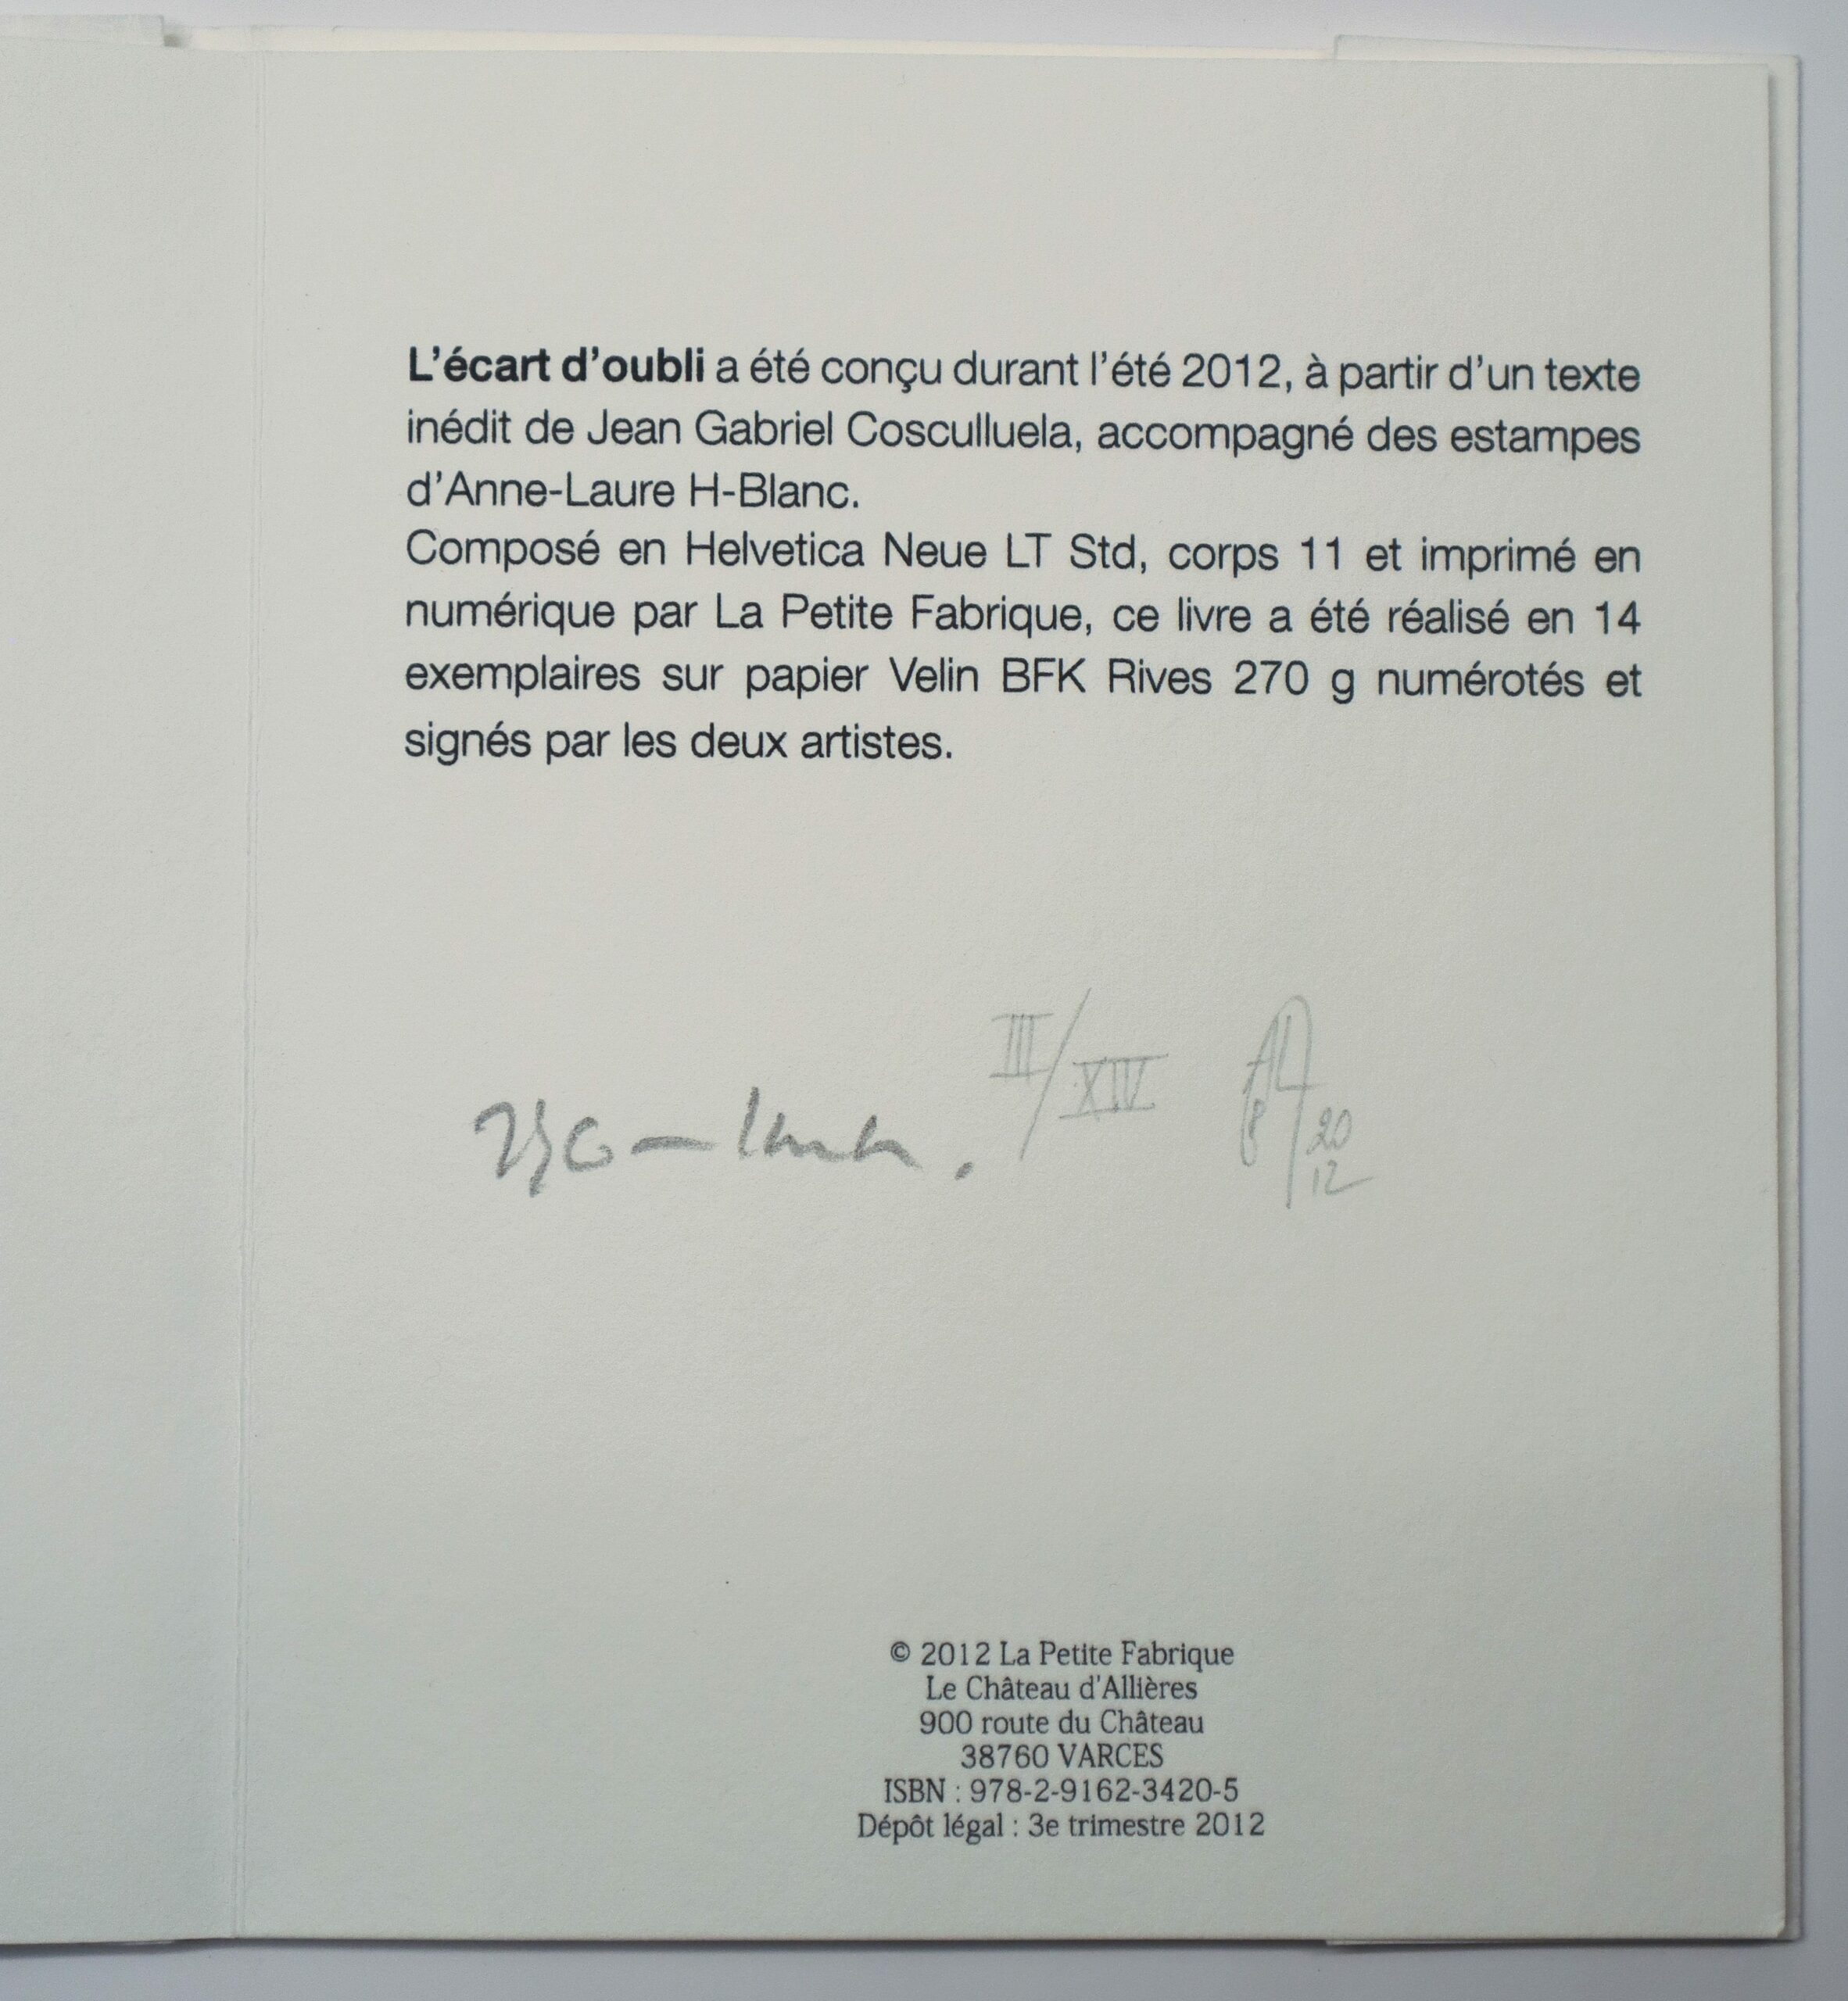 L'écart d'oubli a été conçu durant l'été 2012, à partir d'un texte
inédit de Jean Gabriel Cosculluela, accompagné des estampes
d'Anne-Laure H-Blanc.
Composé en Helvetica Neue LT Std, corps 11 et imprimé en
numérique par La Petite Fabrique, ce livre a été réalisé en 14
exemplaires sur papier Velin BFK Rives 270 g numérotés et
signés par les deux artistes.
III/XIV
20
12
© 2012 La Petite Fabrique
Le Château d'Allières
900 route du Château
38760 VARCES
ISBN : 978-2-9162-3420-5
Dépôt légal : 3e trimestre 2012